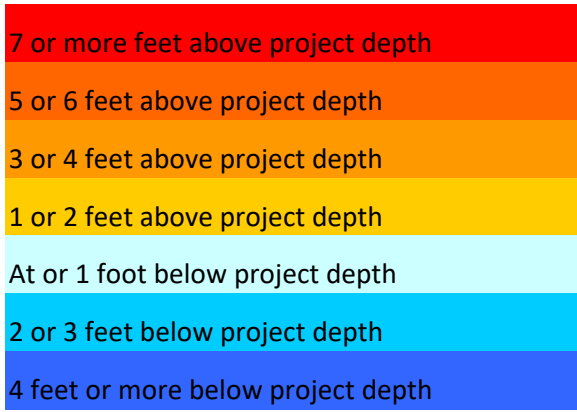 7 or more feet above project depth
5 or 6 feet above project depth
3 or 4 feet above project depth
1 or 2 feet above project depth
At or 1 foot below project depth
2 or 3 feet below project depth
4 feet or more below project depth